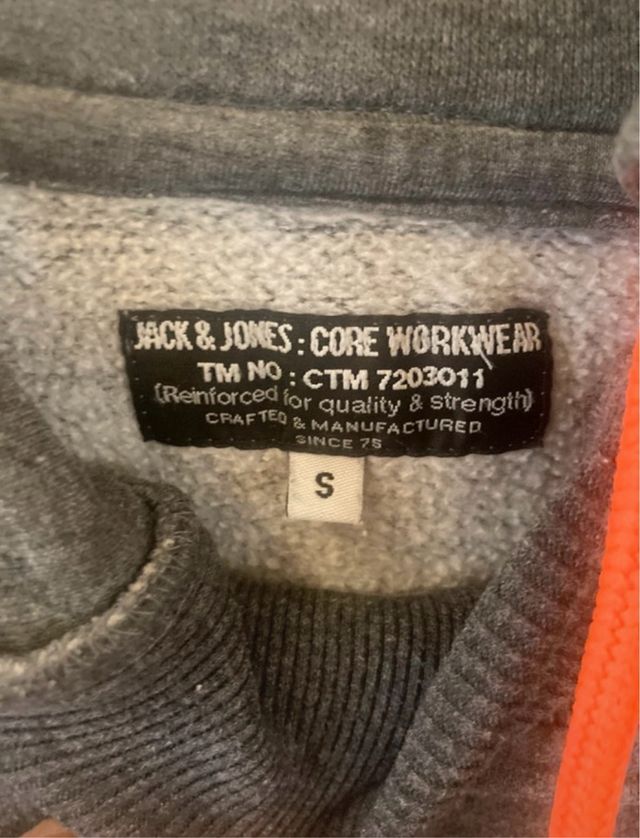 JACK & JONES : CORE WORKWEAR
TM NO : CTM 7203011
(Reinforced for quality & strength)
CRAFTED & MANUFACTURED
SINCE 75
S